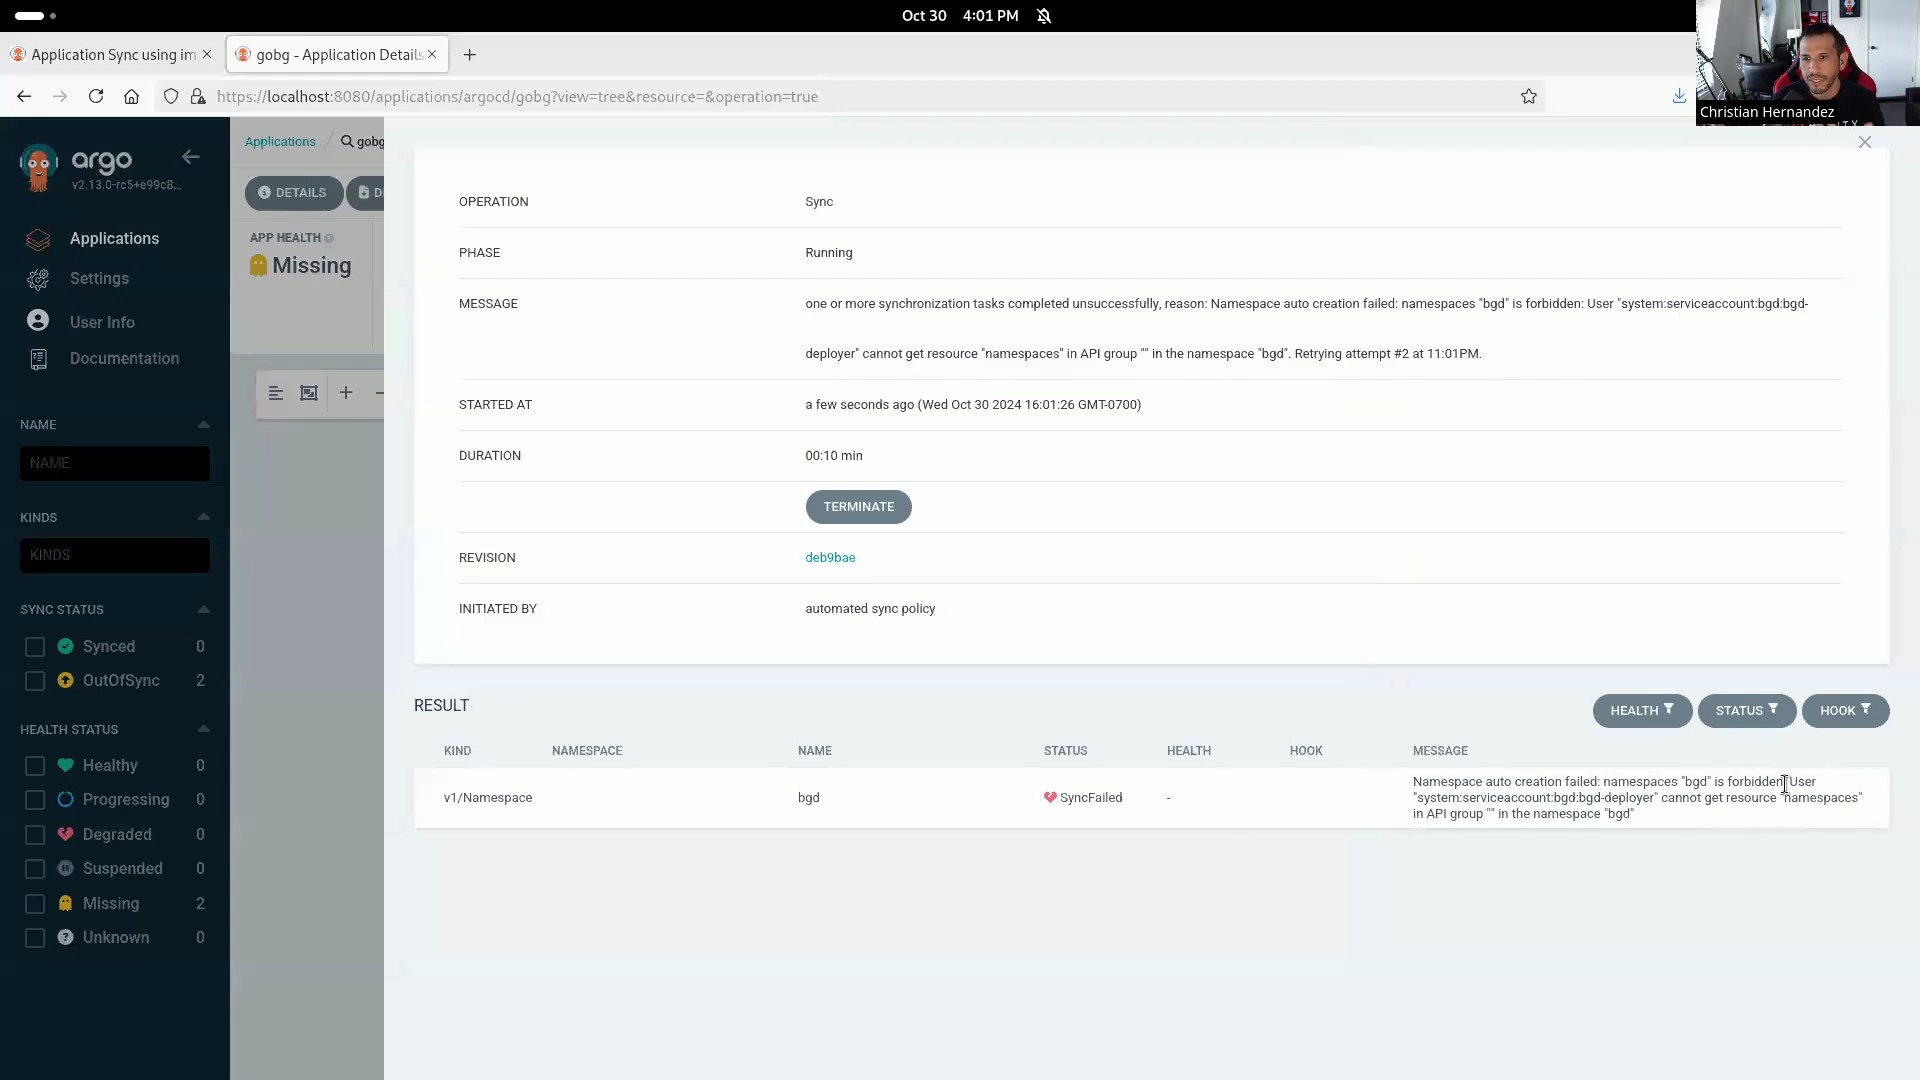 Oct 30 4:01 PM
Application Sync using im
gobg - Application Details
https://localhost:8080/applications/argocd/gobg?view=tree&resource=&operation=true
Christian Hernandez
argo
v2.13.0-rc5+e99c8...
Applications
Settings
User Info
Documentation
NAME
NAME
KINDS
KINDS
SYNC STATUS
Synced 0
OutOfSync 2
HEALTH STATUS
Healthy 0
Progressing 0
Degraded 0
Suspended 0
Missing 2
Unknown 0
Applications / gobg
DETAILS
APP HEALTH
Missing
OPERATION Sync
PHASE Running
MESSAGE one or more synchronization tasks completed unsuccessfully, reason: Namespace auto creation failed: namespaces "bgd" is forbidden: User "system:serviceaccount:bgd:bgd-
deployer" cannot get resource "namespaces" in API group "" in the namespace "bgd". Retrying attempt #2 at 11:01PM.
STARTED AT a few seconds ago (Wed Oct 30 2024 16:01:26 GMT-0700)
DURATION 00:10 min
TERMINATE
REVISION deb9bae
INITIATED BY automated sync policy
RESULT
HEALTH STATUS HOOK
KIND NAMESPACE NAME STATUS HEALTH HOOK MESSAGE
v1/Namespace bgd SyncFailed -
Namespace auto creation failed: namespaces "bgd" is forbidden: User
"system:serviceaccount:bgd:bgd-deployer" cannot get resource "namespaces"
in API group "" in the namespace "bgd"